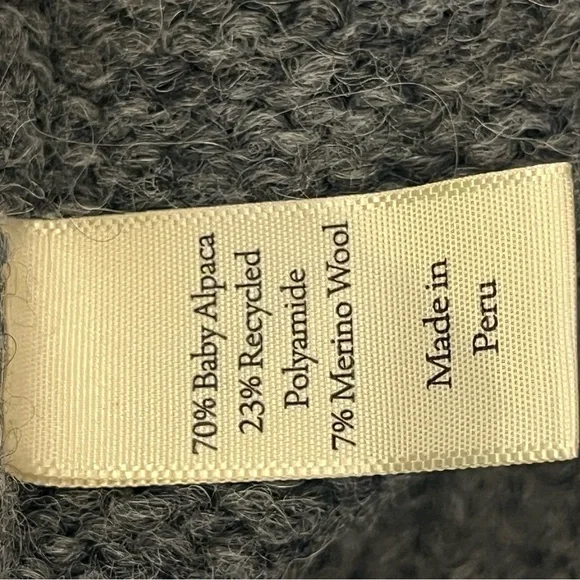 70% Baby Alpaca
23% Recycled
Polyamide
7% Merino Wool
Made in
Peru